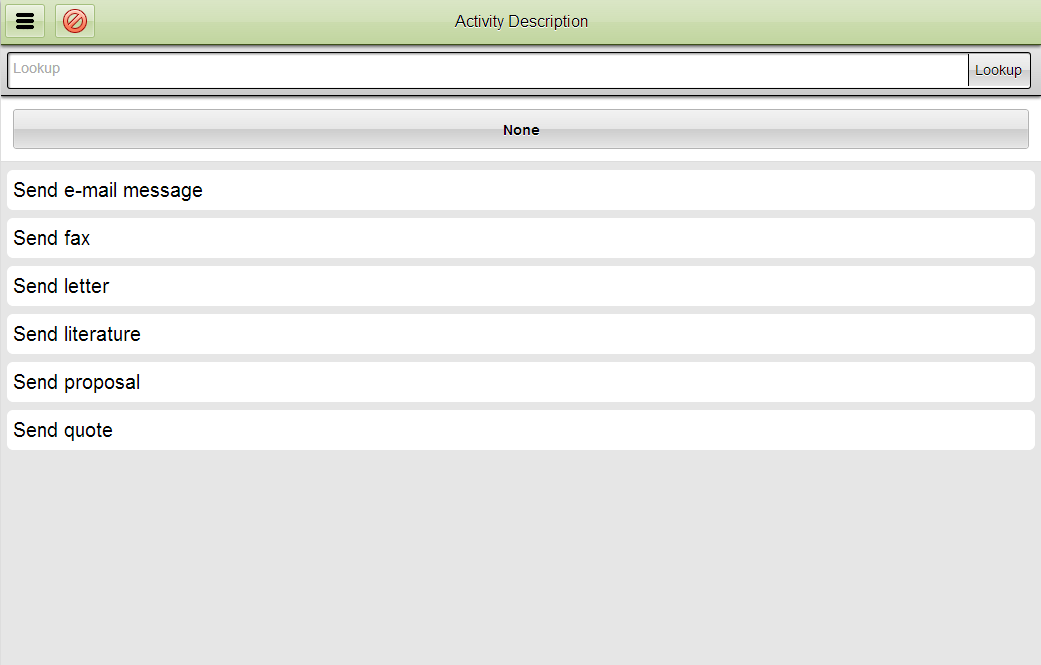 Activity Description
Lookup
Lookup
None
Send e-mail message
Send fax
Send letter
Send literature
Send proposal
Send quote